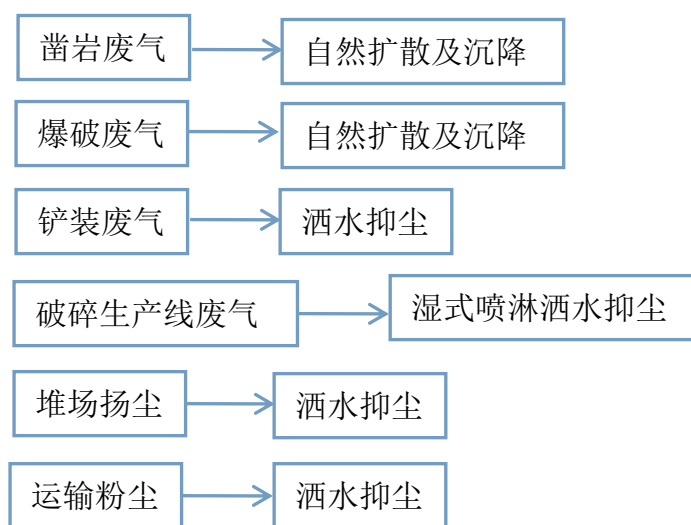 凿岩废气
自然扩散及沉降
爆破废气
自然扩散及沉降
铲装废气
洒水抑尘
破碎生产线废气
湿式喷淋洒水抑尘
堆场扬尘
洒水抑尘
运输粉尘
洒水抑尘